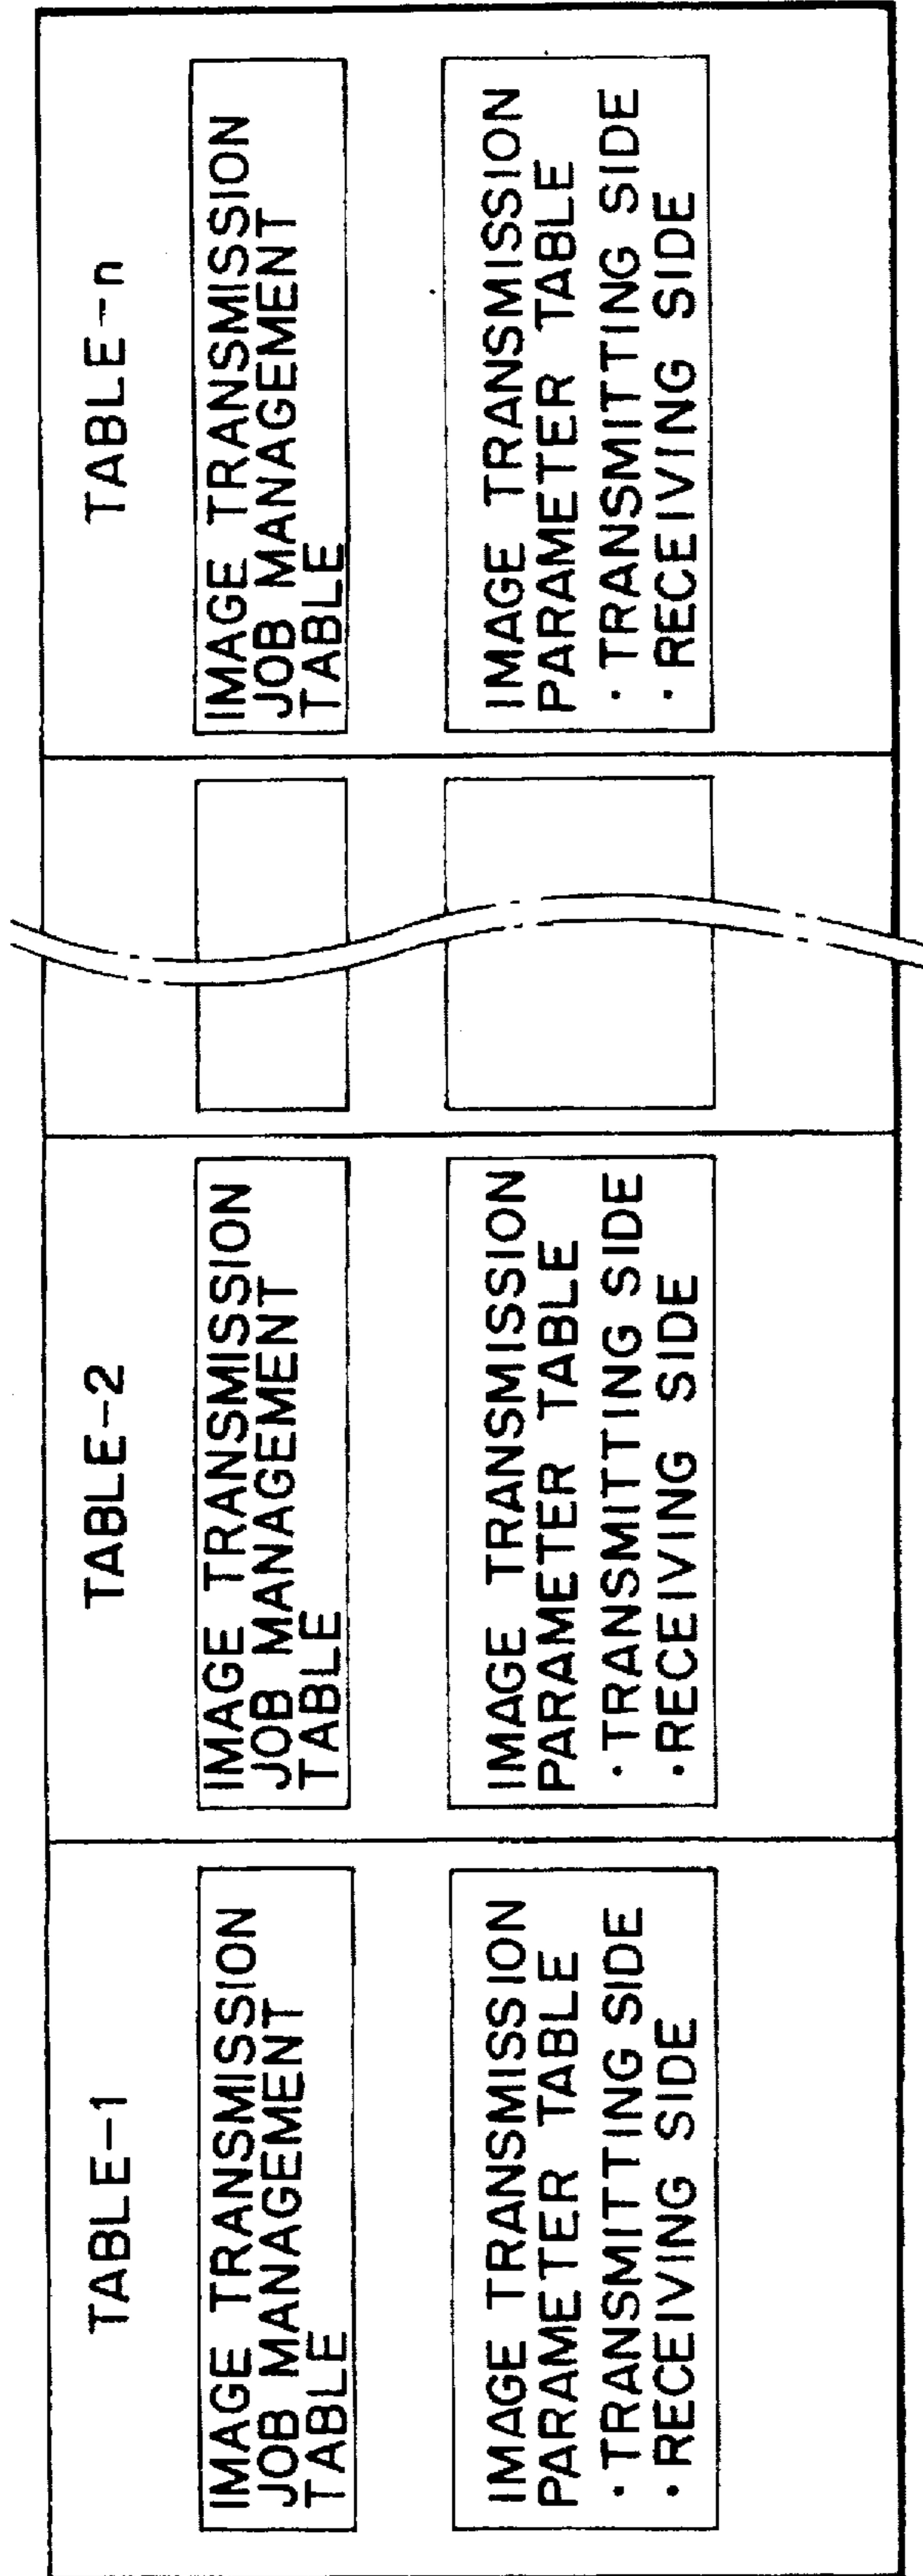 TABLE-1
IMAGE TRANSMISSION
JOB MANAGEMENT
TABLE
IMAGE TRANSMISSION
PARAMETER TABLE
· TRANSMITTING SIDE
· RECEIVING SIDE
TABLE-2
IMAGE TRANSMISSION
JOB MANAGEMENT
TABLE
IMAGE TRANSMISSION
PARAMETER TABLE
· TRANSMITTING SIDE
· RECEIVING SIDE
TABLE-n
IMAGE TRANSMISSION
JOB MANAGEMENT
TABLE
IMAGE TRANSMISSION
PARAMETER TABLE
· TRANSMITTING SIDE
· RECEIVING SIDE